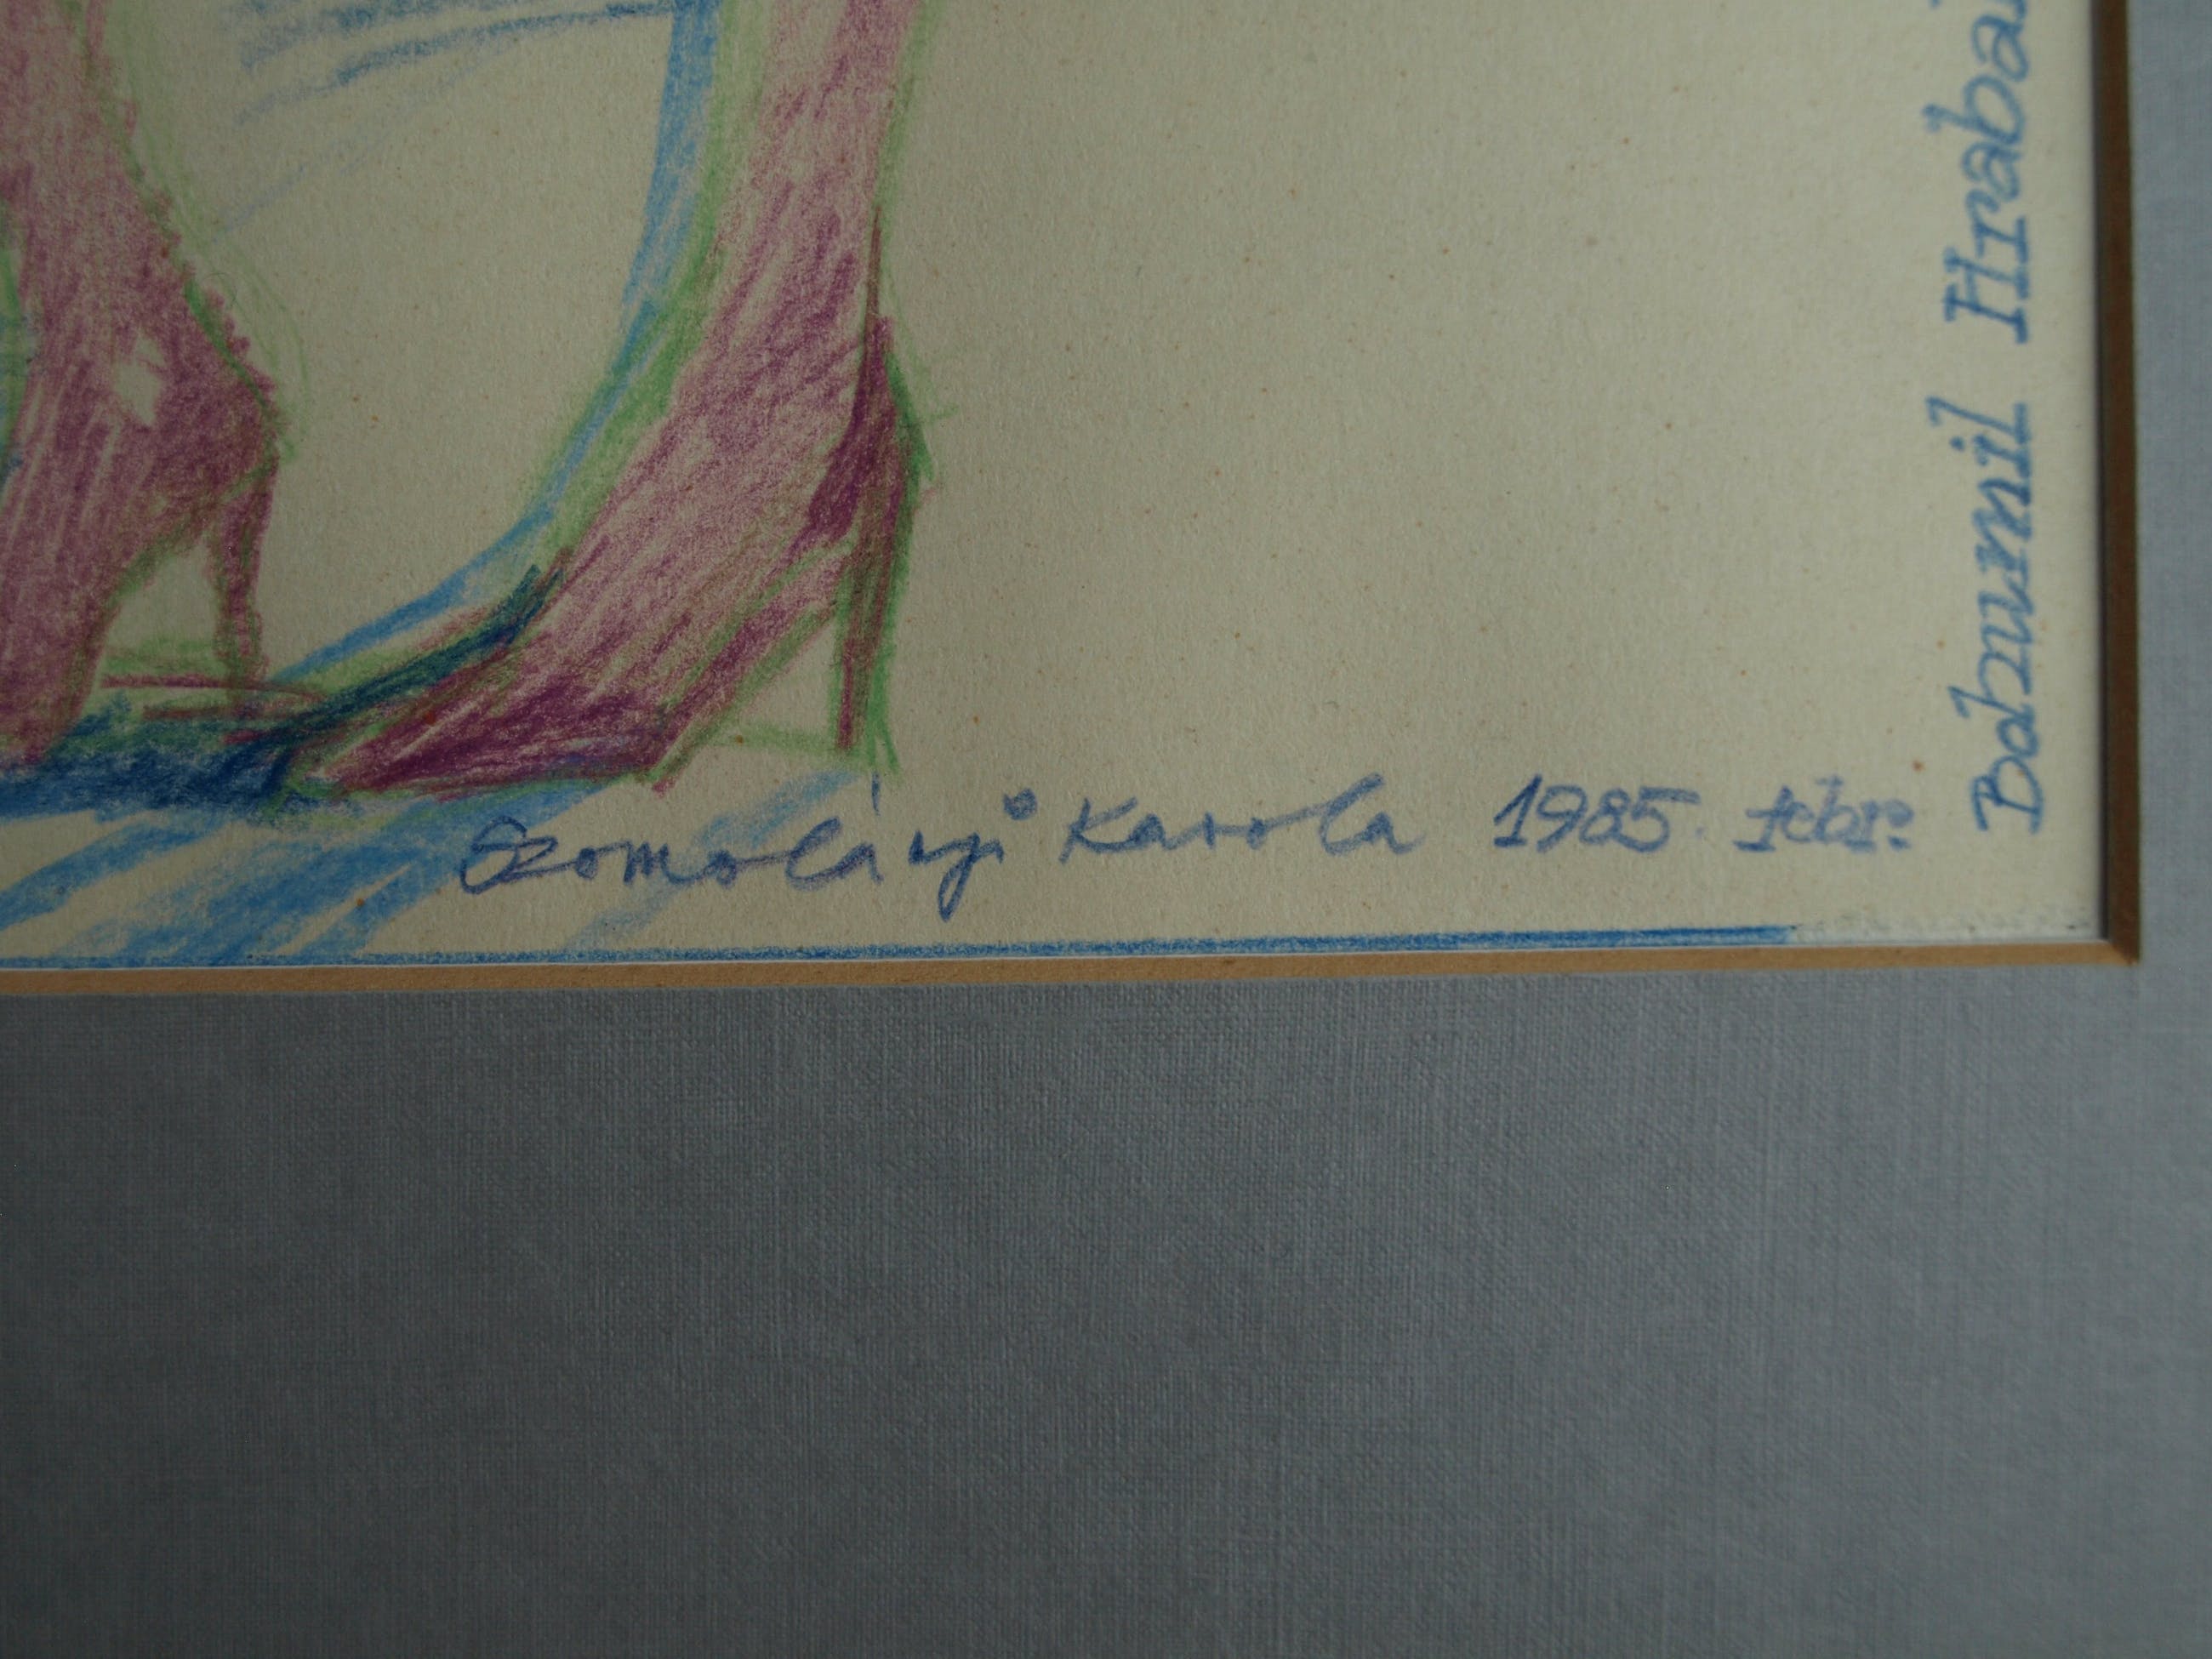 Szomolányi Karola 1985. febr.
Bohumil Hrabal